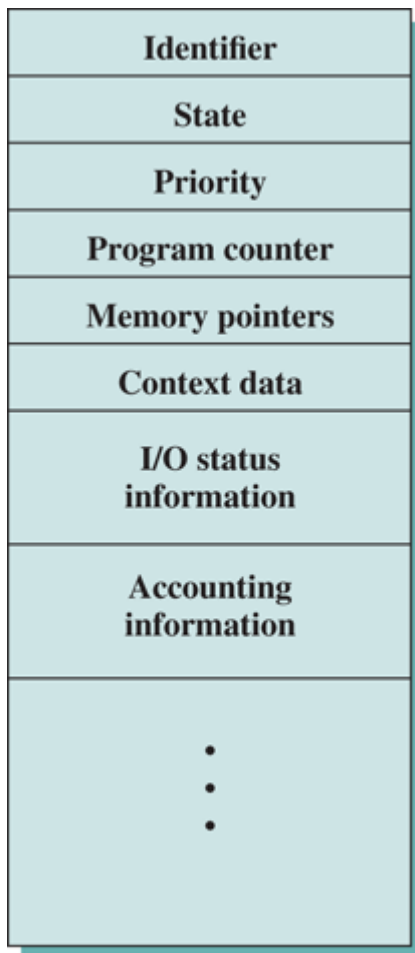 Identifier
State
Priority
Program counter
Memory pointers
Context data
I/O status
information
Accounting
information